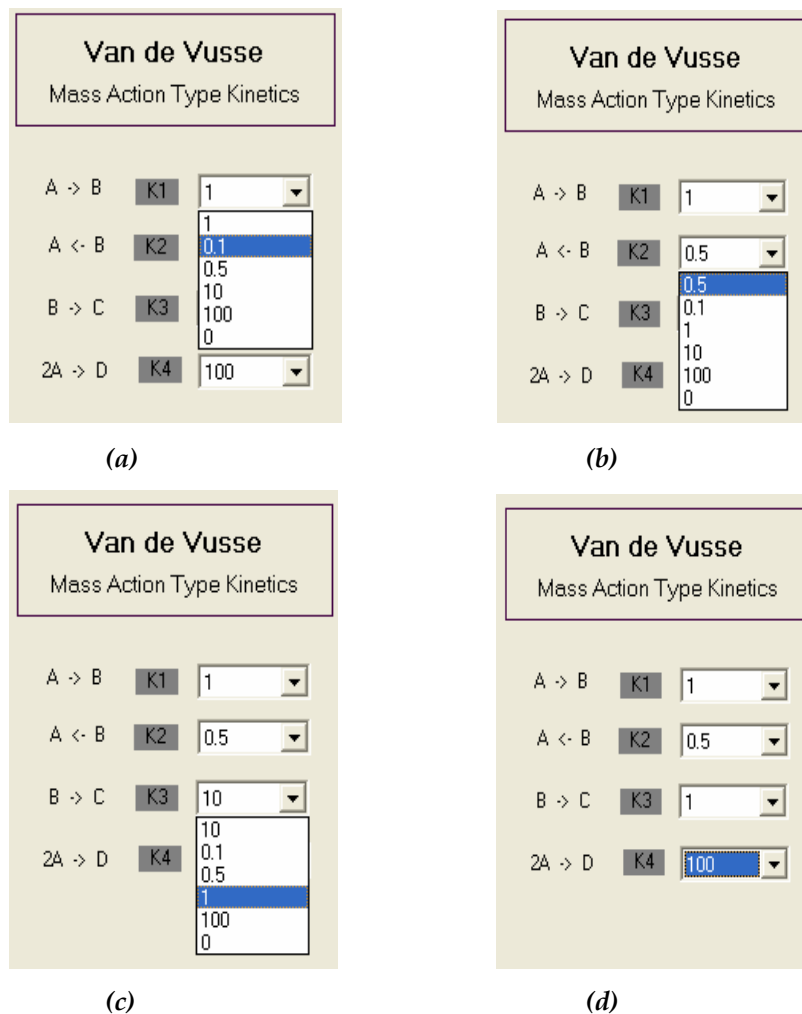 Van de Vusse
Mass Action Type Kinetics
A -> B K1 1
1
A <- B K2 0.1
0.5
10
B -> C K3 100
0
2A -> D K4 100
(a)
Van de Vusse
Mass Action Type Kinetics
A -> B K1 1
A <- B K2 0.5
0.5
0.1
B -> C K3 1
10
2A -> D K4 100
0
(b)
Van de Vusse
Mass Action Type Kinetics
A -> B K1 1
A <- B K2 0.5
B -> C K3 10
10
2A -> D K4 0.1
0.5
1
100
0
(c)
Van de Vusse
Mass Action Type Kinetics
A -> B K1 1
A <- B K2 0.5
B -> C K3 1
2A -> D K4 100
(d)